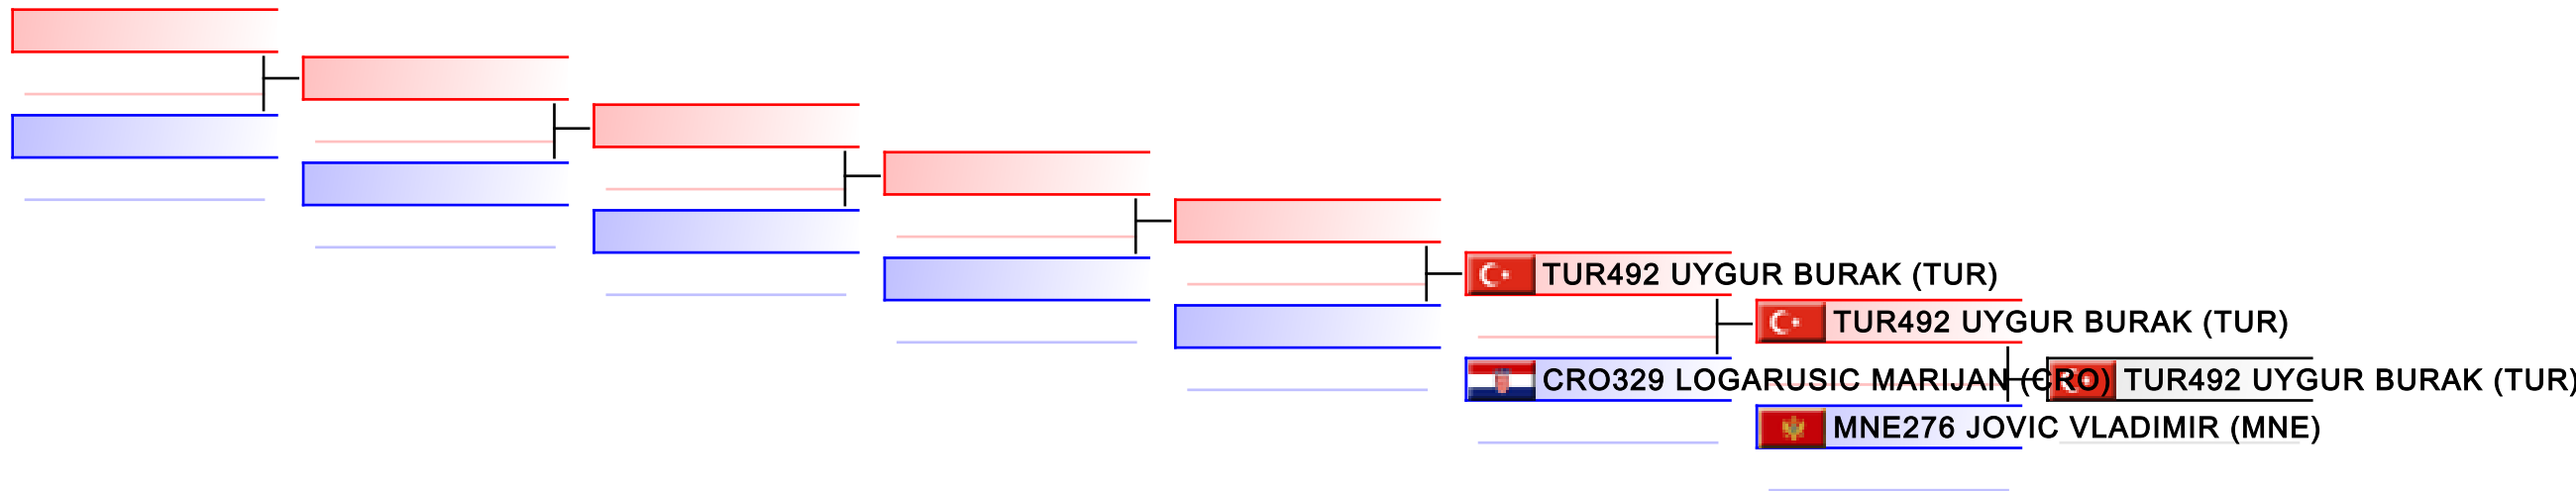 TUR492 UYGUR BURAK (TUR)
TUR492 UYGUR BURAK (TUR)
CRO329 LOGARUSIC MARIJAN (CRO)
TUR492 UYGUR BURAK (TUR)
MNE276 JOVIC VLADIMIR (MNE)